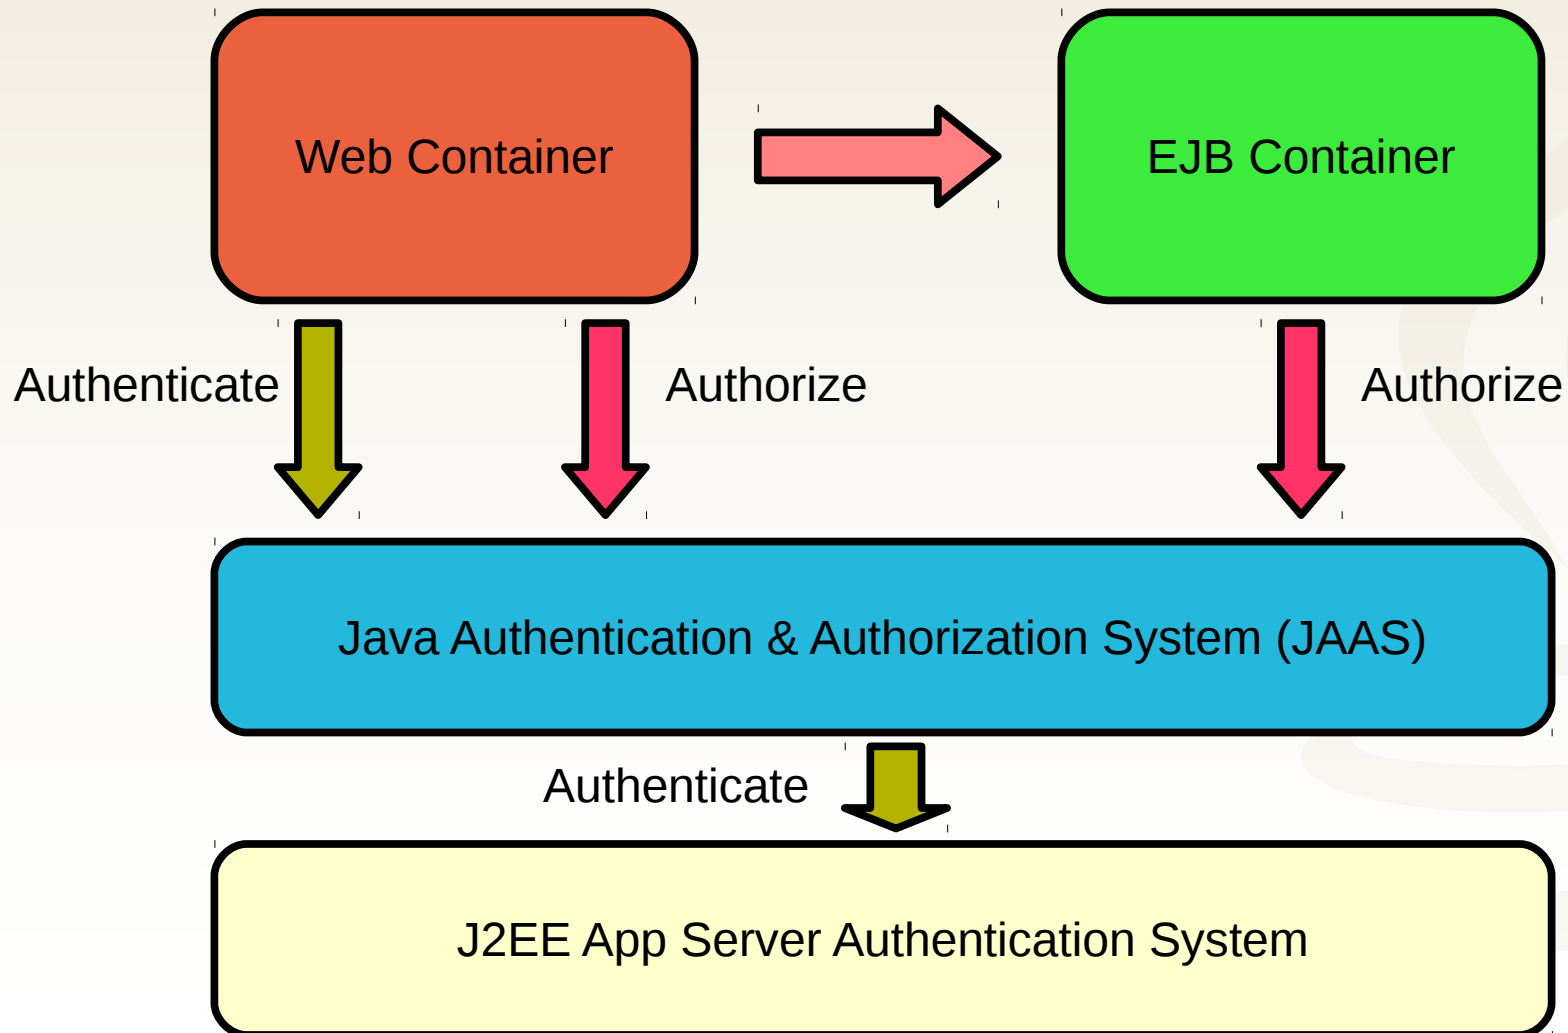 Web Container
EJB Container
Authenticate
Authorize
Authorize
Java Authentication & Authorization System (JAAS)
Authenticate
J2EE App Server Authentication System